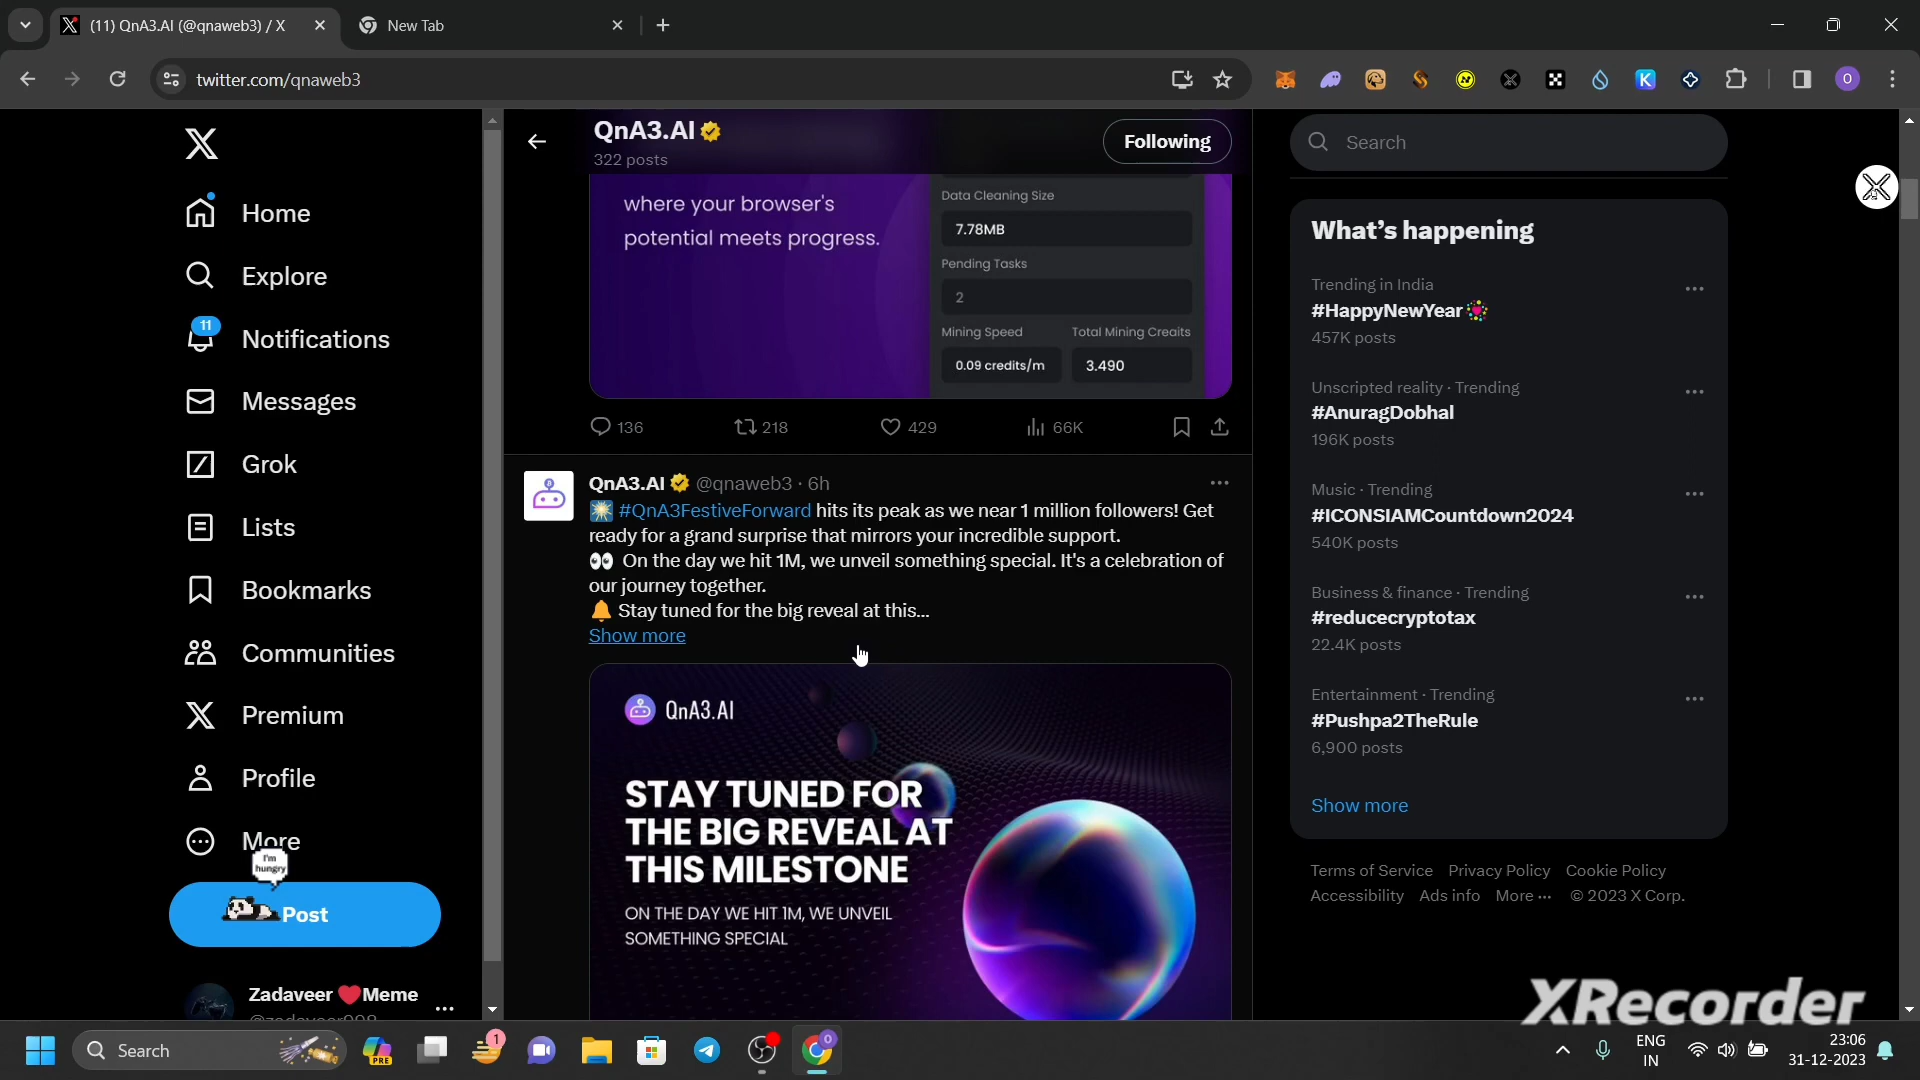 (11) QnA3.AI (@qnaweb3) / X
New Tab
twitter.com/qnaweb3
O
Home
Explore
11
Notifications
Messages
Grok
Lists
Bookmarks
Communities
Premium
Profile
More
I'm
hungry
Post
Zadaveer ❤️Meme
QnA3.AI
322 posts
Following
where your browser's
potential meets progress.
Data Cleaning Size
7.78MB
Pending Tasks
2
Mining Speed
Total Mining Creaits
0.09 credits/m
3.490
136
218
429
66K
QnA3.AI @qnaweb3 · 6h
#QnA3FestiveForward hits its peak as we near 1 million followers! Get
ready for a grand surprise that mirrors your incredible support.
👀 On the day we hit 1M, we unveil something special. It's a celebration of
our journey together.
🔔 Stay tuned for the big reveal at this...
Show more
QnA3.AI
STAY TUNED FOR
THE BIG REVEAL AT
THIS MILESTONE
ON THE DAY WE HIT 1M, WE UNVEIL
SOMETHING SPECIAL
Search
What's happening
Trending in India
#HappyNewYear
457K posts
Unscripted reality · Trending
#AnuragDobhal
196K posts
Music · Trending
#ICONSIAMCountdown2024
540K posts
Business & finance · Trending
#reducecryptotax
22.4K posts
Entertainment · Trending
#Pushpa2TheRule
6,900 posts
Show more
Terms of Service Privacy Policy Cookie Policy
Accessibility Ads info More ··· © 2023 X Corp.
XRecorder
Search
PRE
1
O
ENG
IN
23:06
31-12-2023